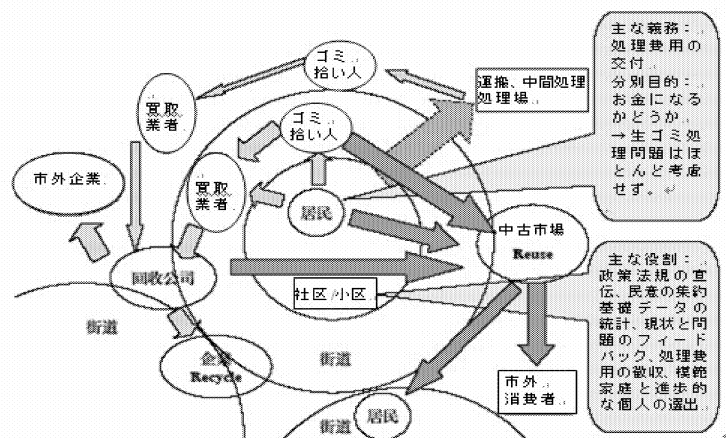 ゴミ
拾い人
買取
業者
市外企業
ゴミ
拾い人
買取
業者
居民
運搬、中間処理
処理場
主な義務：
処理費用の
交付
分別目的：
お金になる
かどうか
→生ゴミ処
理問題はほ
とんど考慮
せず。
中古市場
Reuse
回収公司
社区/小区
街道
企業
Recycle
街道
主な役割：
政策法規の宣
伝、民意の集約
基礎データの
統計、現状と問
題のフィード
バック、処理費
用の徴収、模範
家庭と進歩的
な個人の選出
市外
消費者
街道
居民